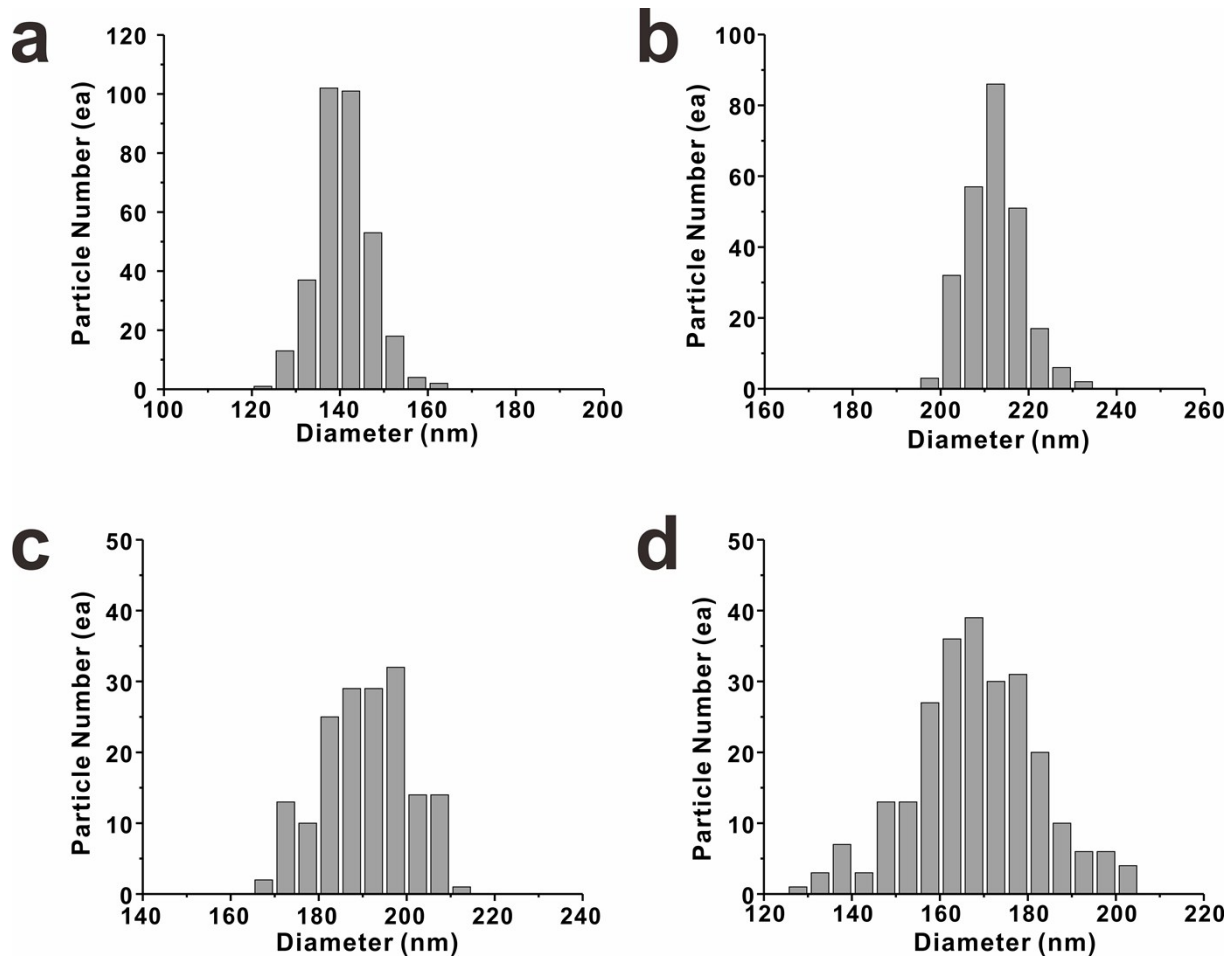 a
Particle Number (ea)
120
100
80
60
40
20
0
100 120 140 160 180 200
Diameter (nm)
b
Particle Number (ea)
100
80
60
40
20
0
160 180 200 220 240 260
Diameter (nm)
c
Particle Number (ea)
50
40
30
20
10
0
140 160 180 200 220 240
Diameter (nm)
d
Particle Number (ea)
50
40
30
20
10
0
120 140 160 180 200 220
Diameter (nm)